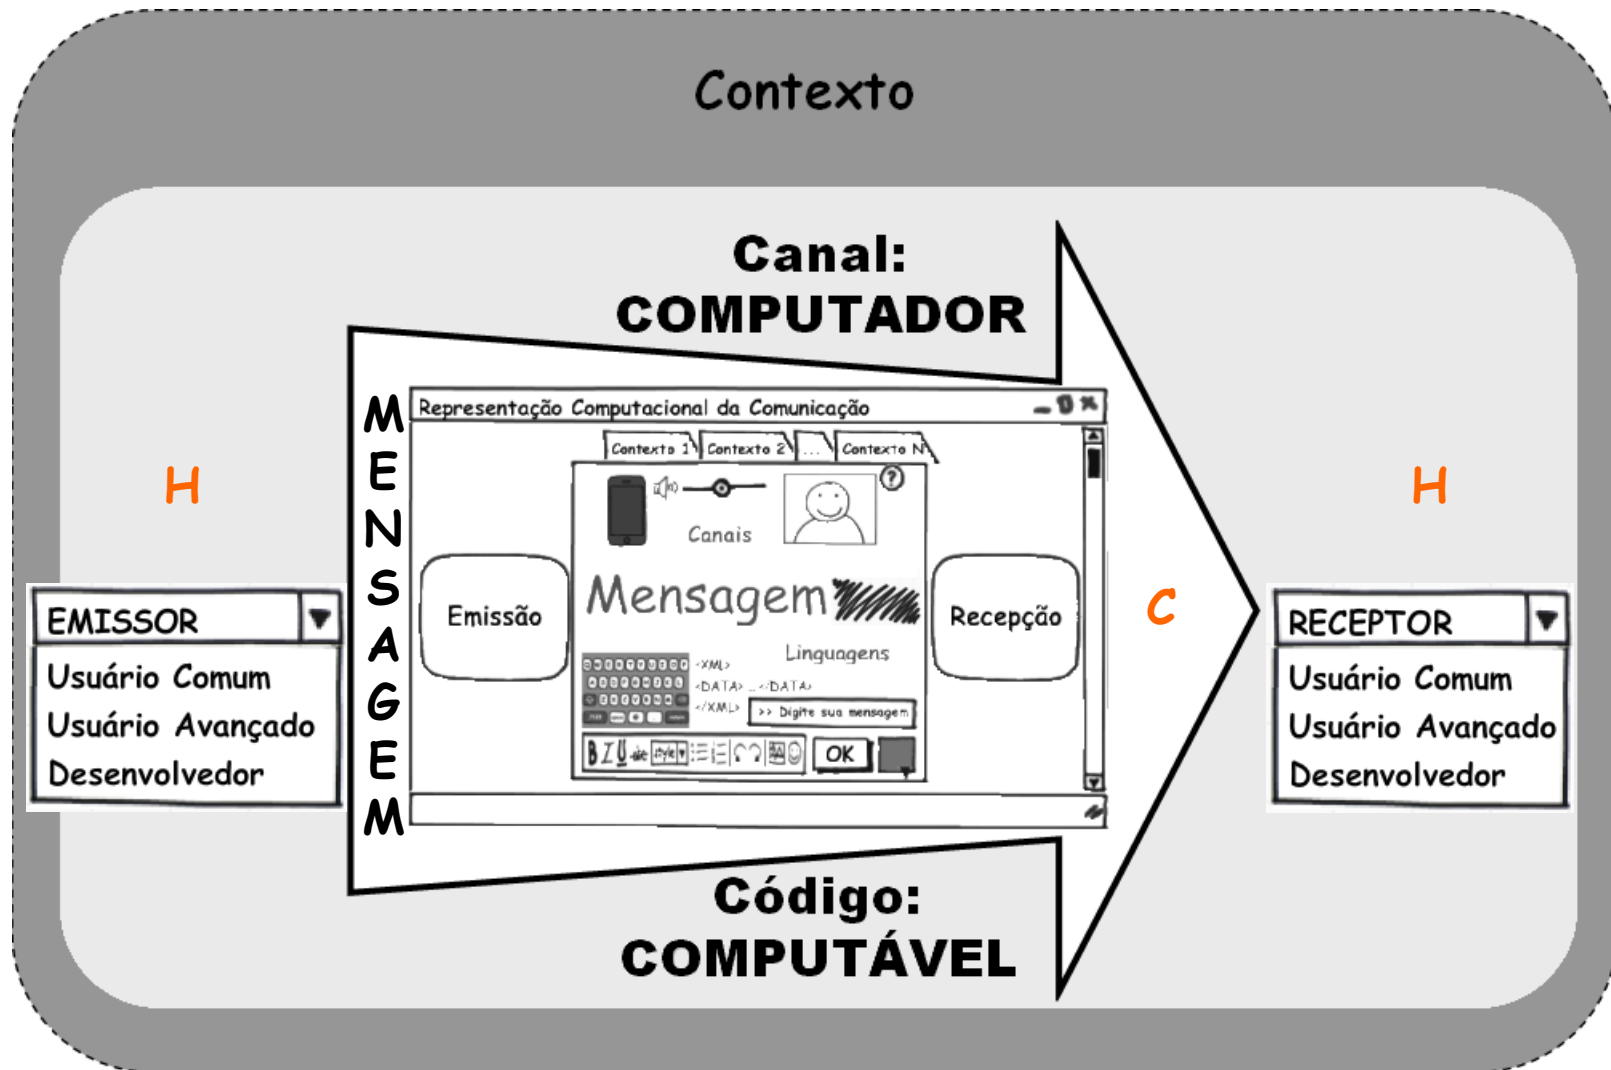 Contexto
Canal:
COMPUTADOR
MENSAGEM
Representação Computacional da Comunicação
Contexto 1
Contexto 2
...
Contexto N
?
Canais
H
H
Emissão
Mensagem
Recepção
C
EMISSOR
Usuário Comum
Usuário Avançado
Desenvolvedor
Linguagens
<XML>
<DATA> ... </DATA>
</XML>
>> Digite sua mensagem
B I U abc style
OK
RECEPTOR
Usuário Comum
Usuário Avançado
Desenvolvedor
Código:
COMPUTÁVEL